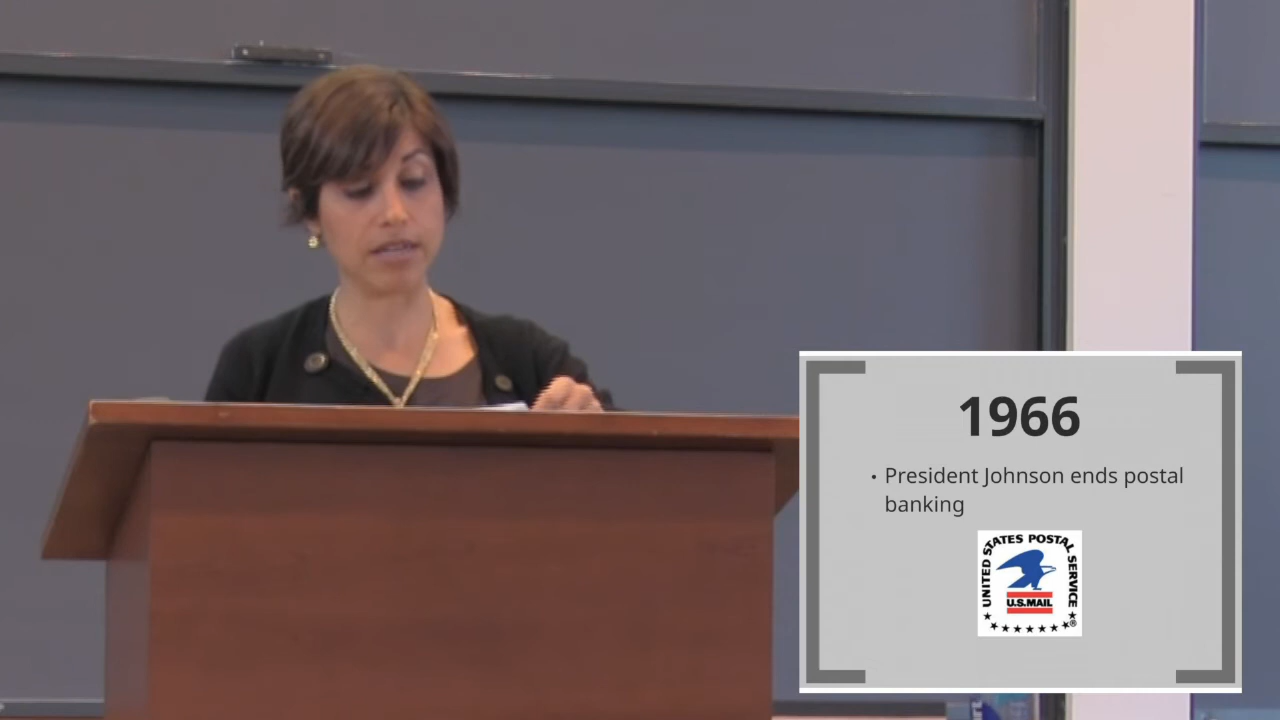 1966
• President Johnson ends postal
banking
UNITED STATES POSTAL SERVICE
U.S.MAIL
®